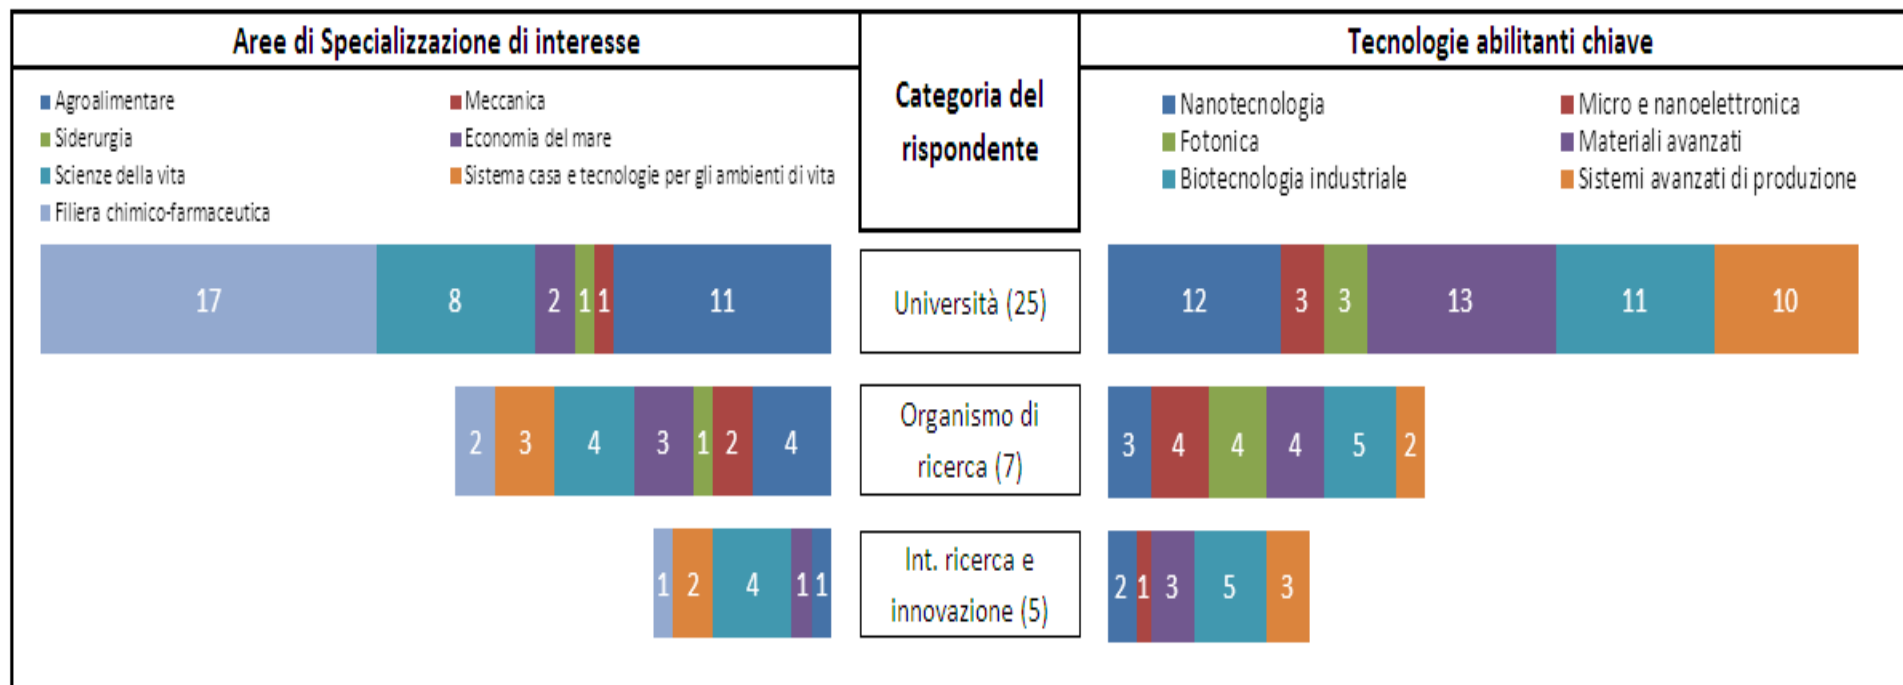 Aree di Specializzazione di interesse
Agroalimentare
Meccanica
Siderurgia
Economia del mare
Scienze della vita
Sistema casa e tecnologie per gli ambienti di vita
Filiera chimico-farmaceutica
Categoria del
rispondente
Tecnologie abilitanti chiave
Nanotecnologia
Micro e nanoelettronica
Fotonica
Materiali avanzati
Biotecnologia industriale
Sistemi avanzati di produzione
17 8 2 1 1 11
Università (25)
12 3 3 13 11 10
2 3 4 3 1 2 4
Organismo di
ricerca (7)
3 4 4 4 5 2
1 2 4 1 1
Int. ricerca e
innovazione (5)
2 1 3 5 3